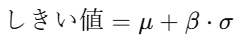 しきい値 = μ + β · σ